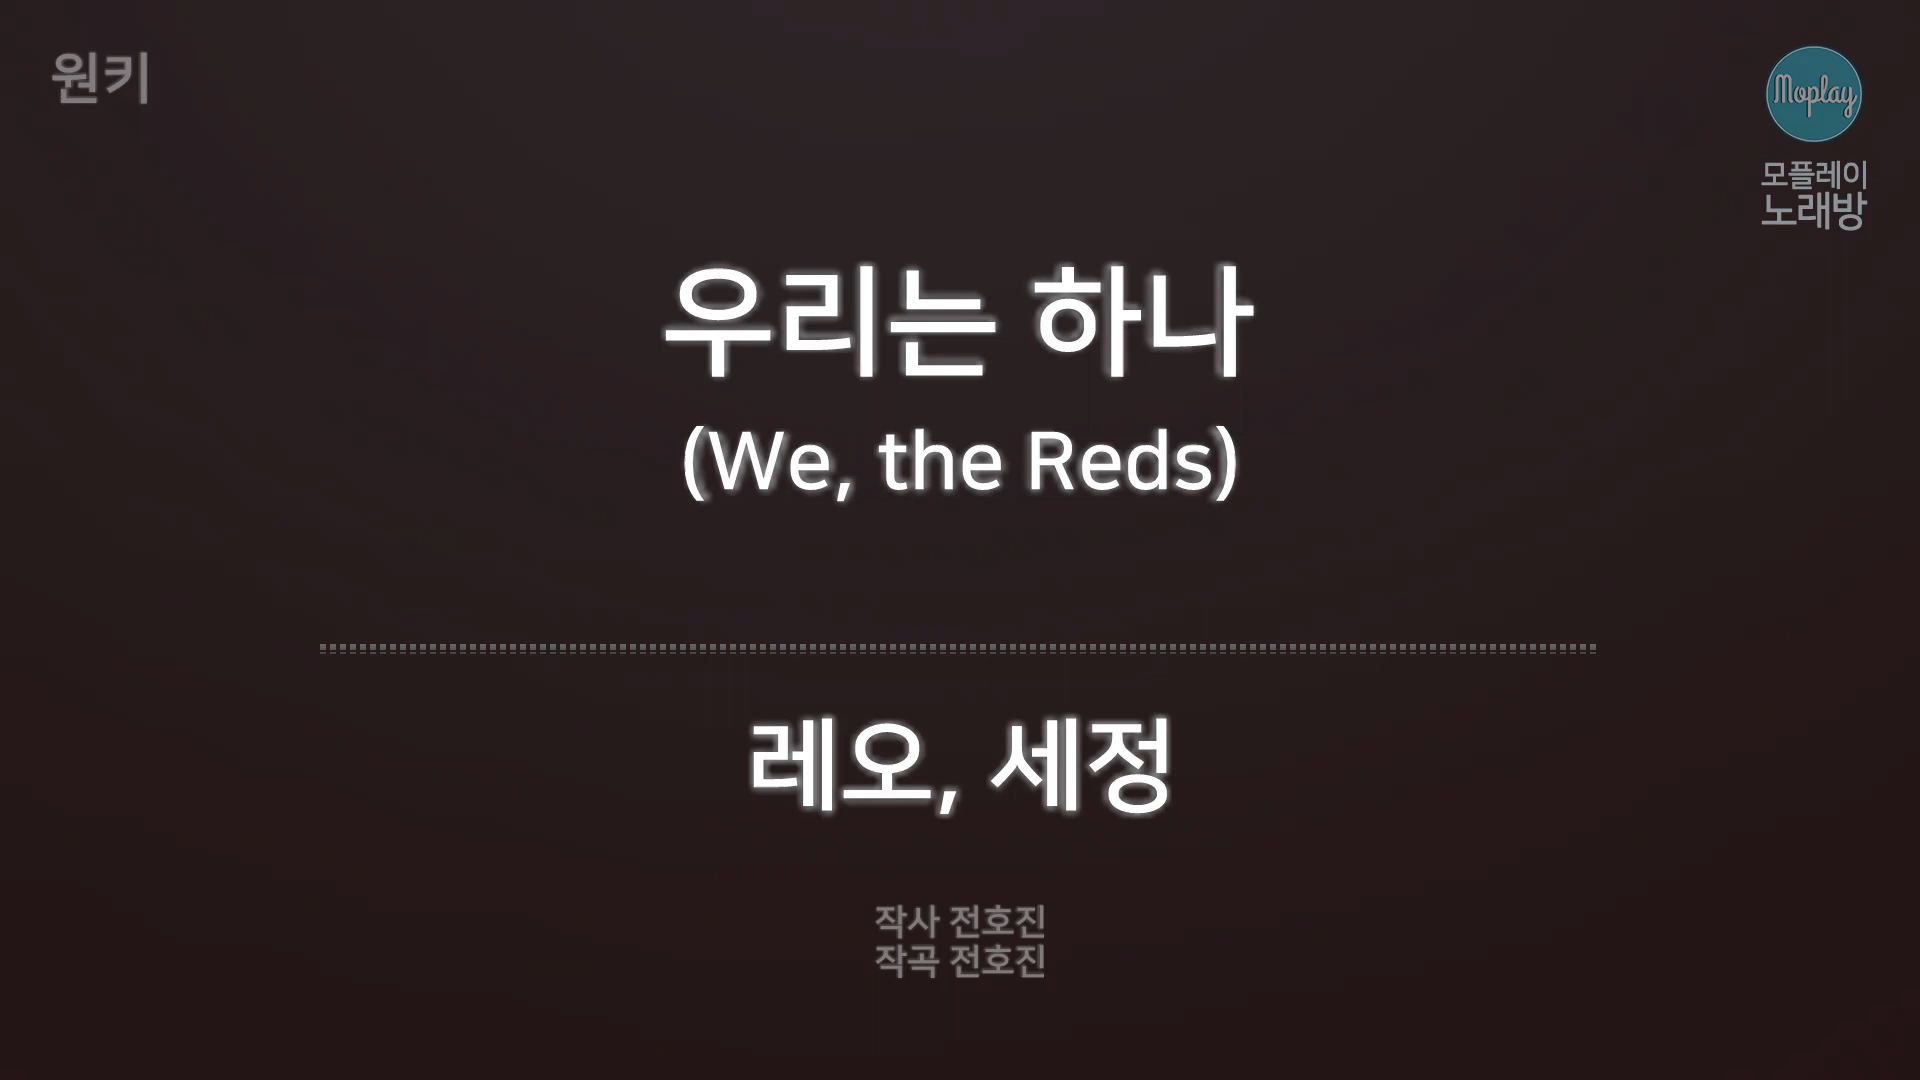 원키
Moplay
모플레이
노래방
우리는 하나
(We, the Reds)
레오, 세정
작사 전호진
작곡 전호진